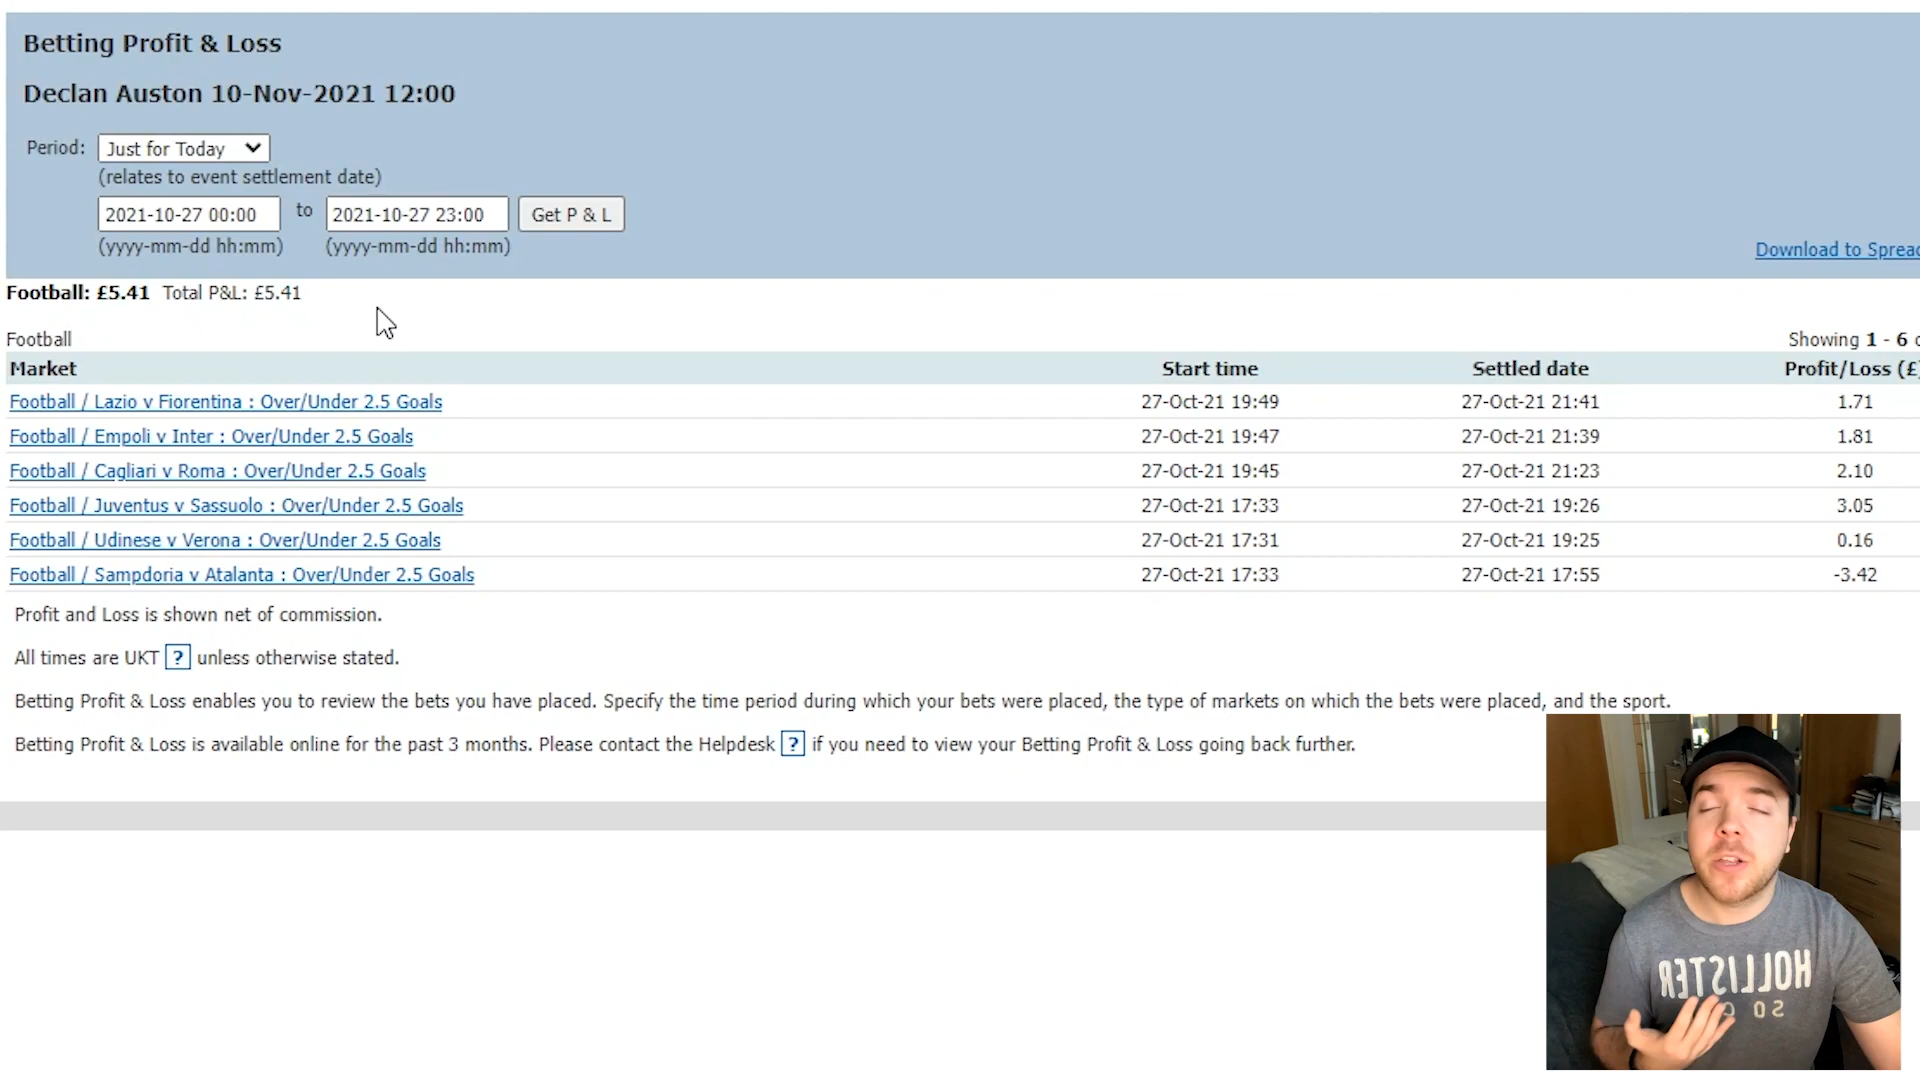 Betting Profit & Loss
Declan Auston 10-Nov-2021 12:00
Period: Just for Today
(relates to event settlement date)
2021-10-27 00:00 to 2021-10-27 23:00 Get P & L
(yyyy-mm-dd hh:mm) (yyyy-mm-dd hh:mm)
Download to Spreac
Football: £5.41 Total P&L: £5.41
Football Showing 1 - 6
Market Start time Settled date Profit/Loss (£)
Football / Lazio v Fiorentina : Over/Under 2.5 Goals 27-Oct-21 19:49 27-Oct-21 21:41 1.71
Football / Empoli v Inter : Over/Under 2.5 Goals 27-Oct-21 19:47 27-Oct-21 21:39 1.81
Football / Cagliari v Roma : Over/Under 2.5 Goals 27-Oct-21 19:45 27-Oct-21 21:23 2.10
Football / Juventus v Sassuolo : Over/Under 2.5 Goals 27-Oct-21 17:33 27-Oct-21 19:26 3.05
Football / Udinese v Verona : Over/Under 2.5 Goals 27-Oct-21 17:31 27-Oct-21 19:25 0.16
Football / Sampdoria v Atalanta : Over/Under 2.5 Goals 27-Oct-21 17:33 27-Oct-21 17:55 -3.42
Profit and Loss is shown net of commission.
All times are UKT ? unless otherwise stated.
Betting Profit & Loss enables you to review the bets you have placed. Specify the time period during which your bets were placed, the type of markets on which the bets were placed, and the sport.
Betting Profit & Loss is available online for the past 3 months. Please contact the Helpdesk ? if you need to view your Betting Profit & Loss going back further.
HOLLISTER
SO